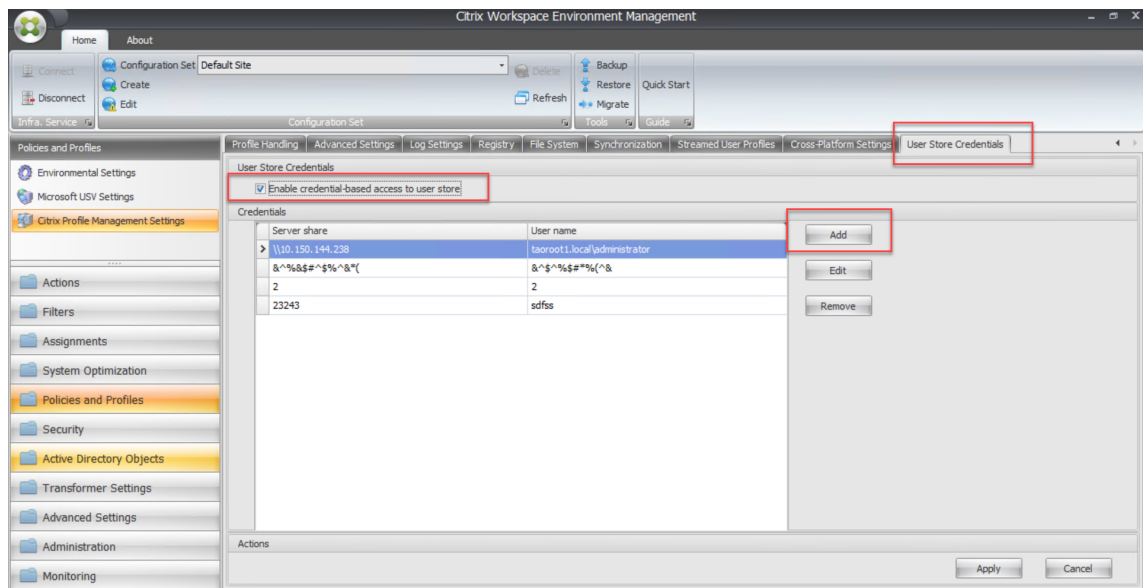 Citrix Workspace Environment Management
Home About
Connect
Disconnect
Infra. Service
Configuration Set Default Site
Create
Edit
Delete
Refresh
Configuration Set
Backup
Restore
Migrate
Tools
Quick Start
Guide
Policies and Profiles
Environmental Settings
Microsoft USV Settings
Citrix Profile Management Settings
Actions
Filters
Assignments
System Optimization
Policies and Profiles
Security
Active Directory Objects
Transformer Settings
Advanced Settings
Administration
Monitoring
Profile Handling Advanced Settings Log Settings Registry File System Synchronization Streamed User Profiles Cross-Platform Settings User Store Credentials
User Store Credentials
Enable credential-based access to user store
Credentials
Server share User name
\\10.150.144.238 taoroot1.local\administrator
&^%&$#^$%^&*( &^$^%$#*%(^&
2 2
23243 sdfss
Add
Edit
Remove
Actions
Apply Cancel